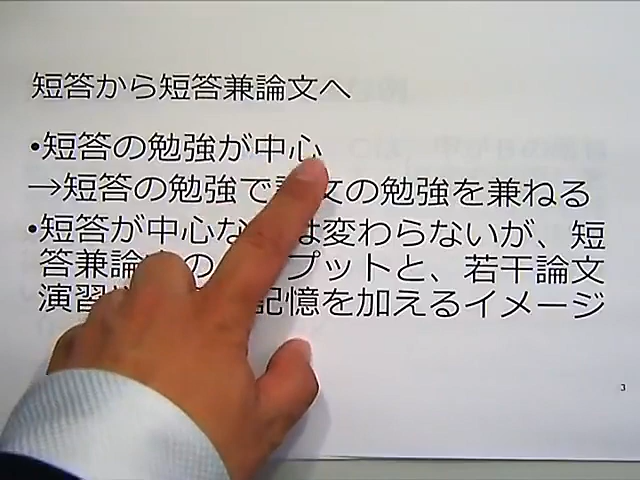 短答から短答兼論文へ
•短答の勉強が中心
→短答の勉強で 文の勉強を兼ねる
•短答が中心な は変わらないが、短
答兼論 の プットと、若干論文
演習 記憶を加えるイメージ
3